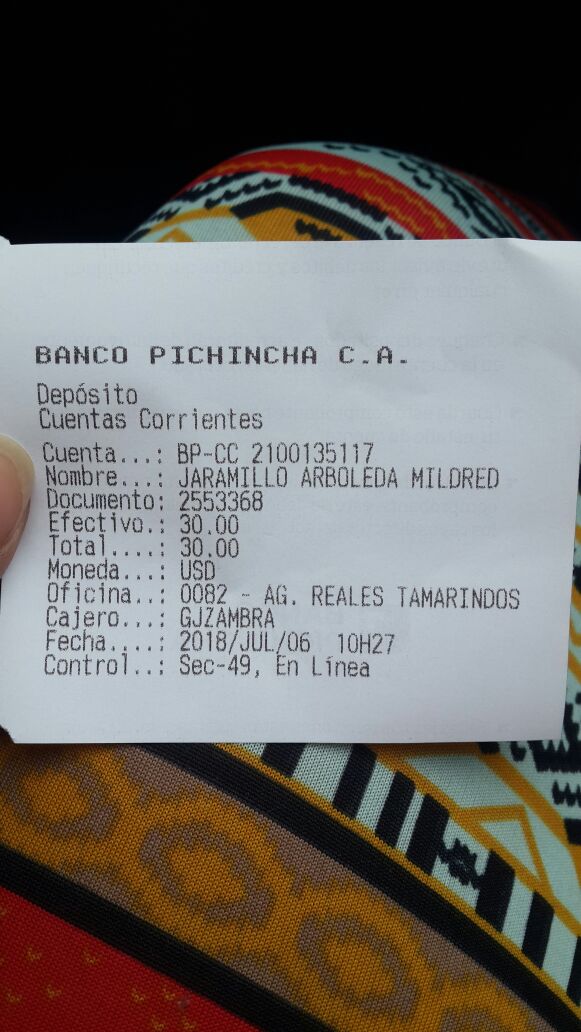 BANCO PICHINCHA C.A.
Depósito
Cuentas Corrientes
Cuenta...: BP-CC 2100135117
Nombre...: JARAMILLO ARBOLEDA MILDRED
Documento: 2553368
Efectivo.: 30.00
Total....: 30.00
Moneda...: USD
Oficina..: 0082 - AG. REALES TAMARINDOS
Cajero...: GJZAMBRA
Fecha....: 2018/JUL/06 10H27
Control..: Sec-49, En Línea